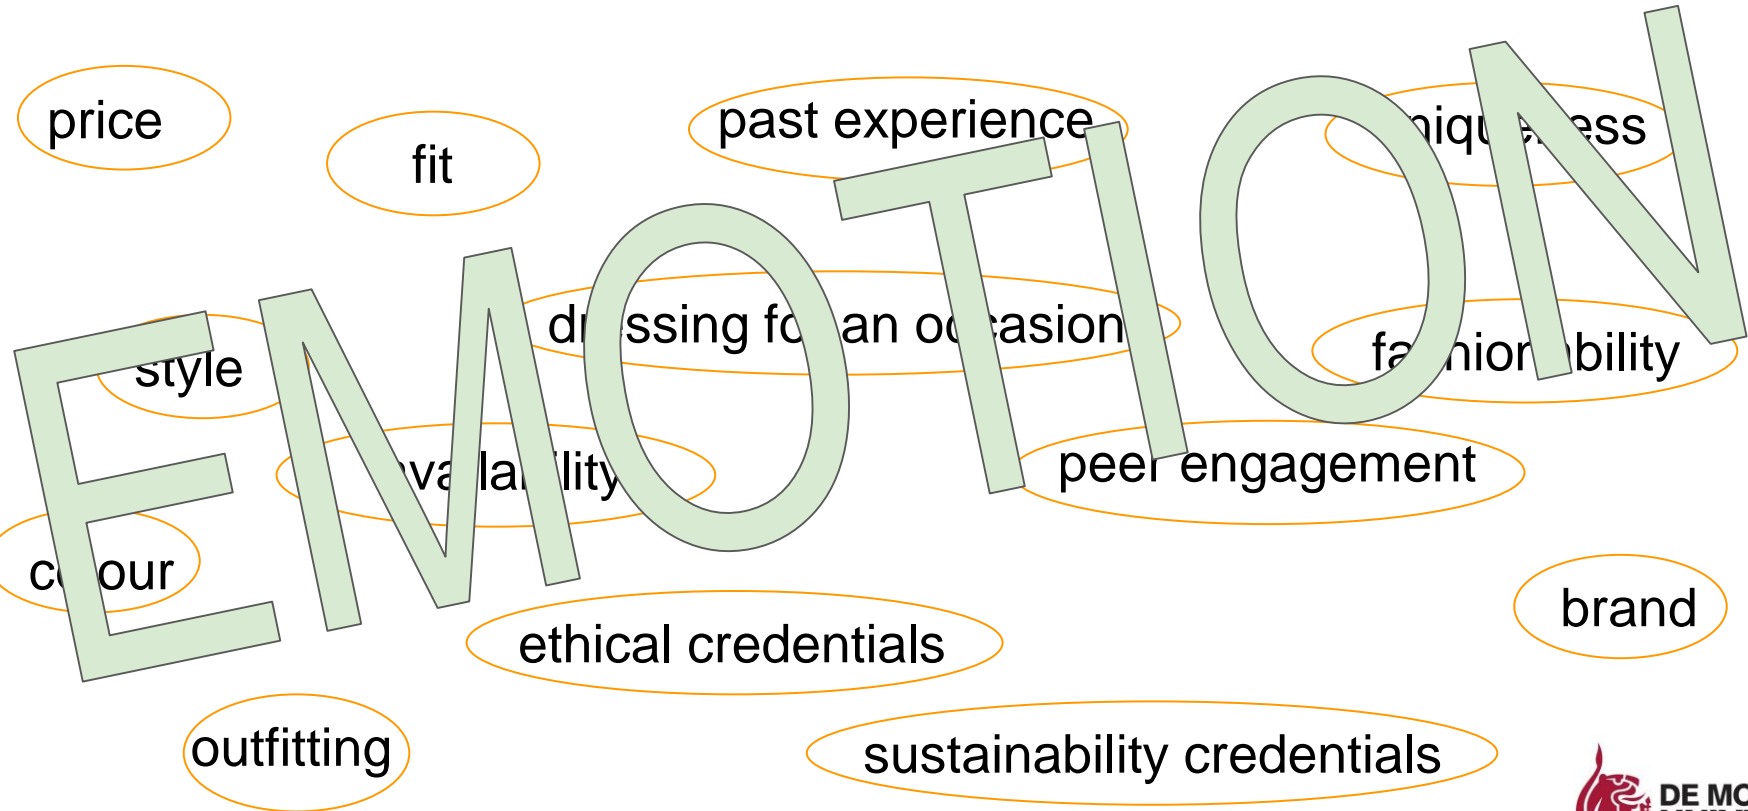 price
past experience
uniqueness
fit
EMOTION
dressing for an occasion
style
fashionability
availability
peer engagement
colour
brand
ethical credentials
outfitting
sustainability credentials
DE MO